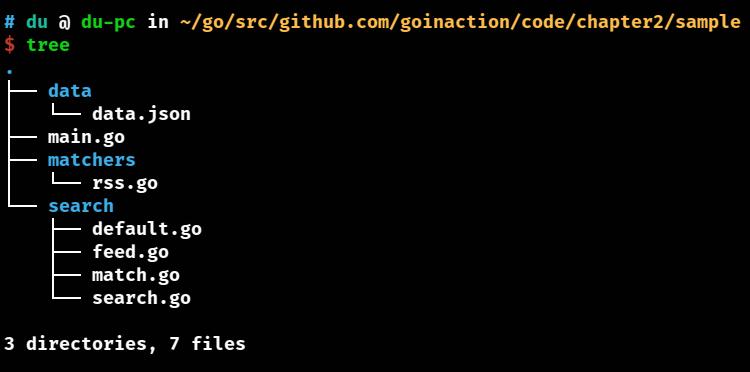 # du @ du-pc in ~/go/src/github.com/goinaction/code/chapter2/sample
$ tree
.
├── data
│   └── data.json
├── main.go
├── matchers
│   └── rss.go
└── search
    ├── default.go
    ├── feed.go
    ├── match.go
    └── search.go
3 directories, 7 files